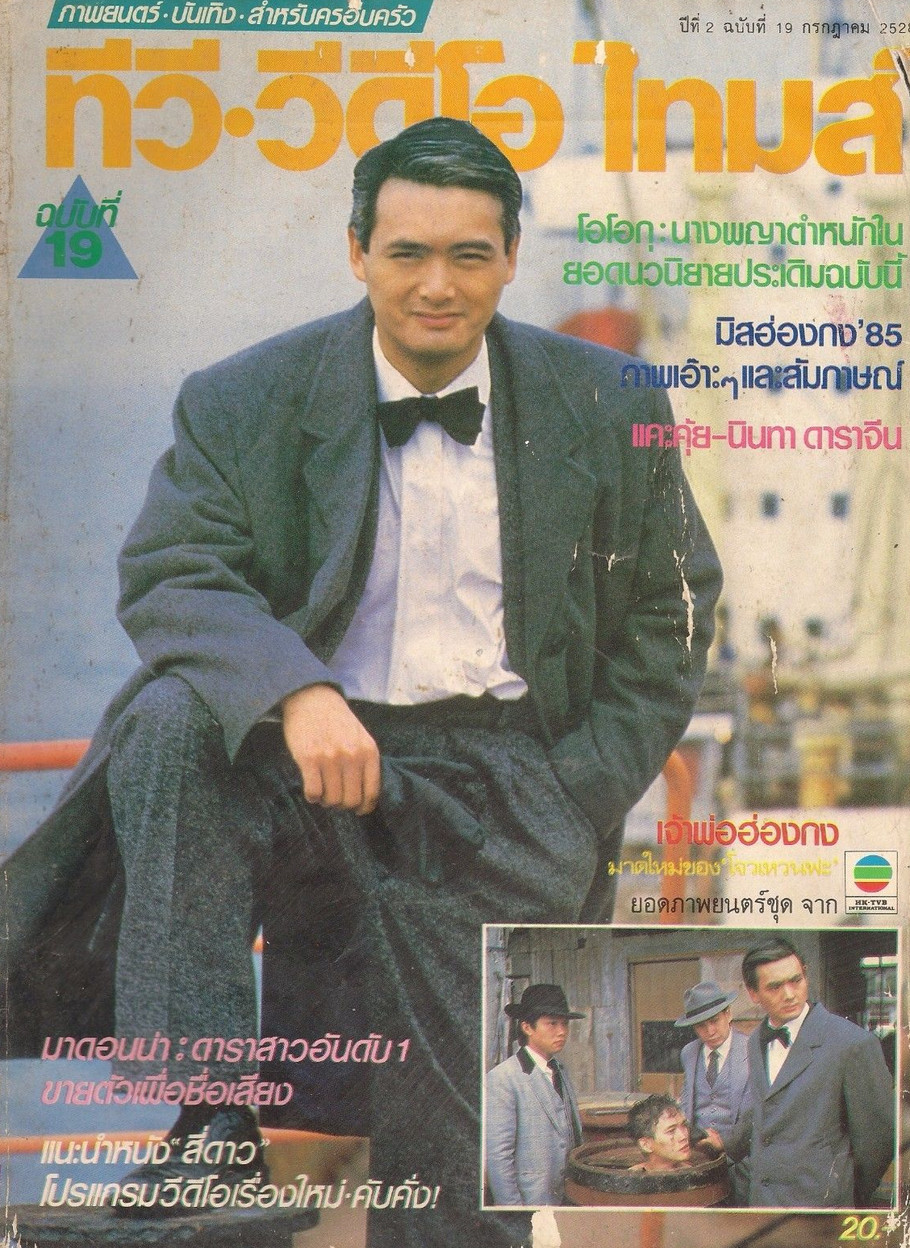 ภาพยนตร์·บันเทิง·สำหรับครอบครัว
ปีที่ 2 ฉบับที่ 19 กรกฎาคม 2528
ทีวี·วีดีโอ ไทมส์
ฉบับที่
19
โอโอกุ:นางพญาตำหนักใน
ยอดนวนิยายประเดิมฉบับนี้
มิสฮ่องกง'85
ภาพเอ๊าะๆและสัมภาษณ์
แคะคุ้ย-นินทา ดาราจีน
เจ้าพ่อฮ่องกง
มาดใหม่ของ'โจวเหวนฟะ'
ยอดภาพยนตร์ชุด จาก
HK-TVB
INTERNATIONAL
มาดอนน่า:ดาราสาวอันดับ1
ขายตัวเพื่อชื่อเสียง
แนะนำหนัง"สี่ดาว"
โปรแกรมวีดีโอเรื่องใหม่·คับคั่ง!
20.-